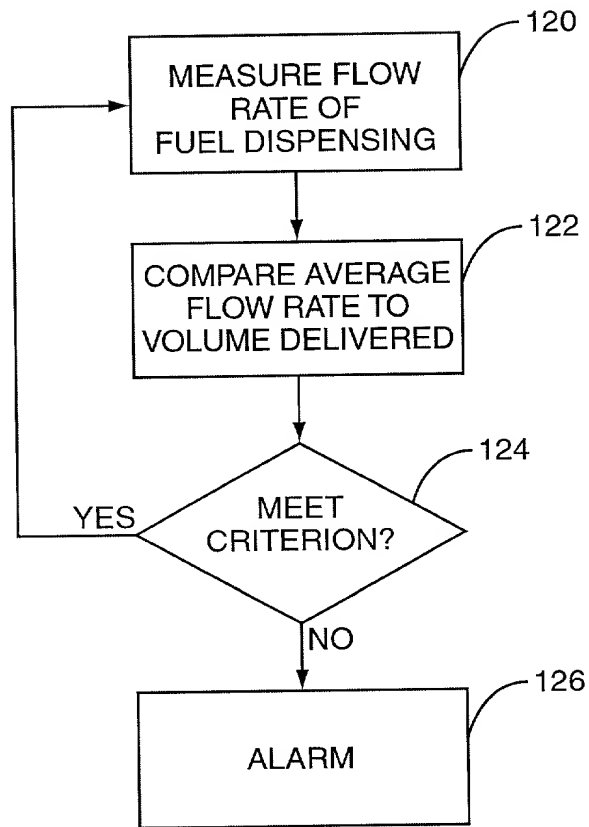 120
MEASURE FLOW
RATE OF
FUEL DISPENSING
122
COMPARE AVERAGE
FLOW RATE TO
VOLUME DELIVERED
124
MEET
CRITERION?
YES
NO
126
ALARM